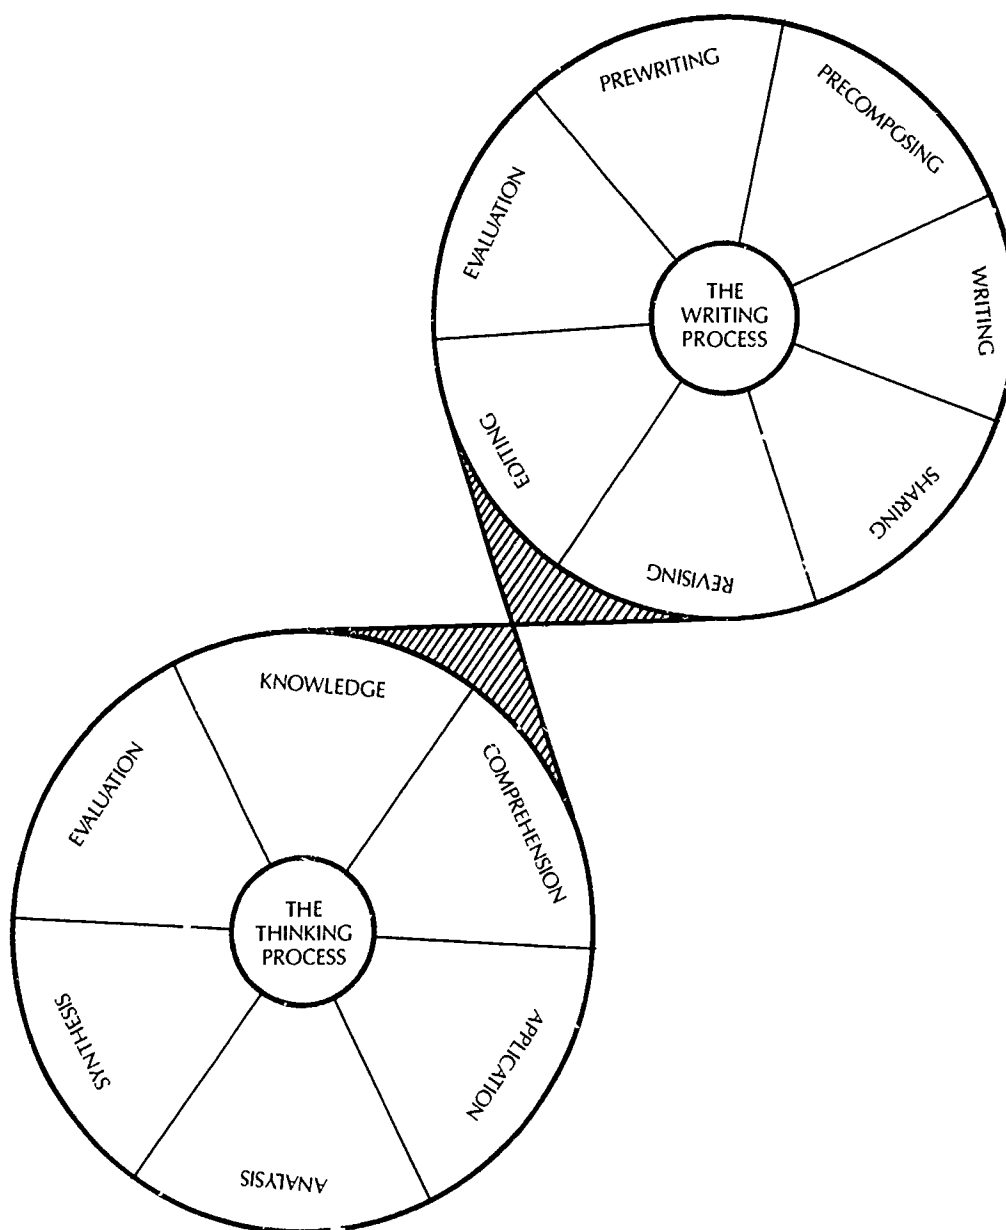 PREWRITING
PRECOMPOSING
WRITING
SHARING
REVISING
EDITING
EVALUATION
THE
WRITING
PROCESS
KNOWLEDGE
COMPREHENSION
APPLICATION
ANALYSIS
SYNTHESIS
EVALUATION
THE
THINKING
PROCESS